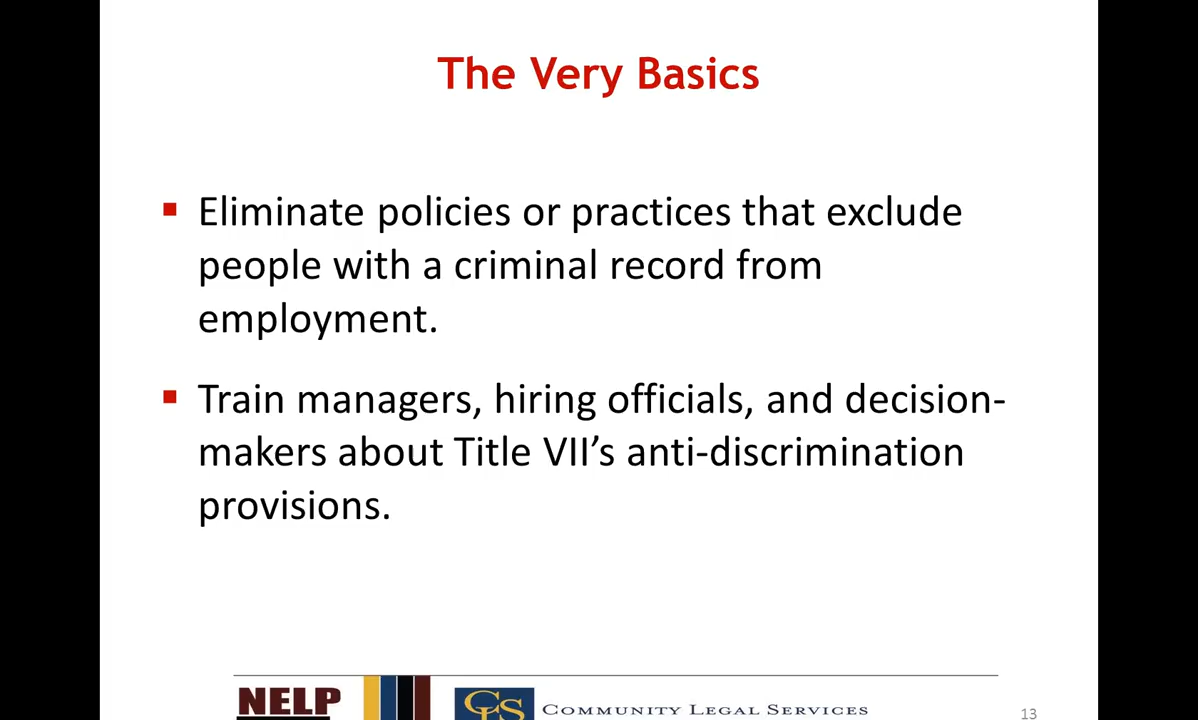 The Very Basics
Eliminate policies or practices that exclude
people with a criminal record from
employment.
Train managers, hiring officials, and decision-
makers about Title VII’s anti-discrimination
provisions.
NELP
CLS
COMMUNITY LEGAL SERVICES
13